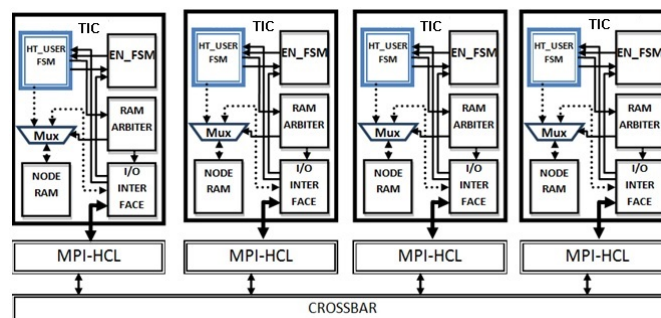 TIC
HT_USER
FSM
EN_FSM
RAM
ARBITER
Mux
NODE
RAM
I/O
INTER
FACE
TIC
HT_USER
FSM
EN_FSM
RAM
ARBITER
Mux
NODE
RAM
I/O
INTER
FACE
TIC
HT_USER
FSM
EN_FSM
RAM
ARBITER
Mux
NODE
RAM
I/O
INTER
FACE
TIC
HT_USER
FSM
EN_FSM
RAM
ARBITER
Mux
NODE
RAM
I/O
INTER
FACE
MPI-HCL
MPI-HCL
MPI-HCL
MPI-HCL
CROSSBAR